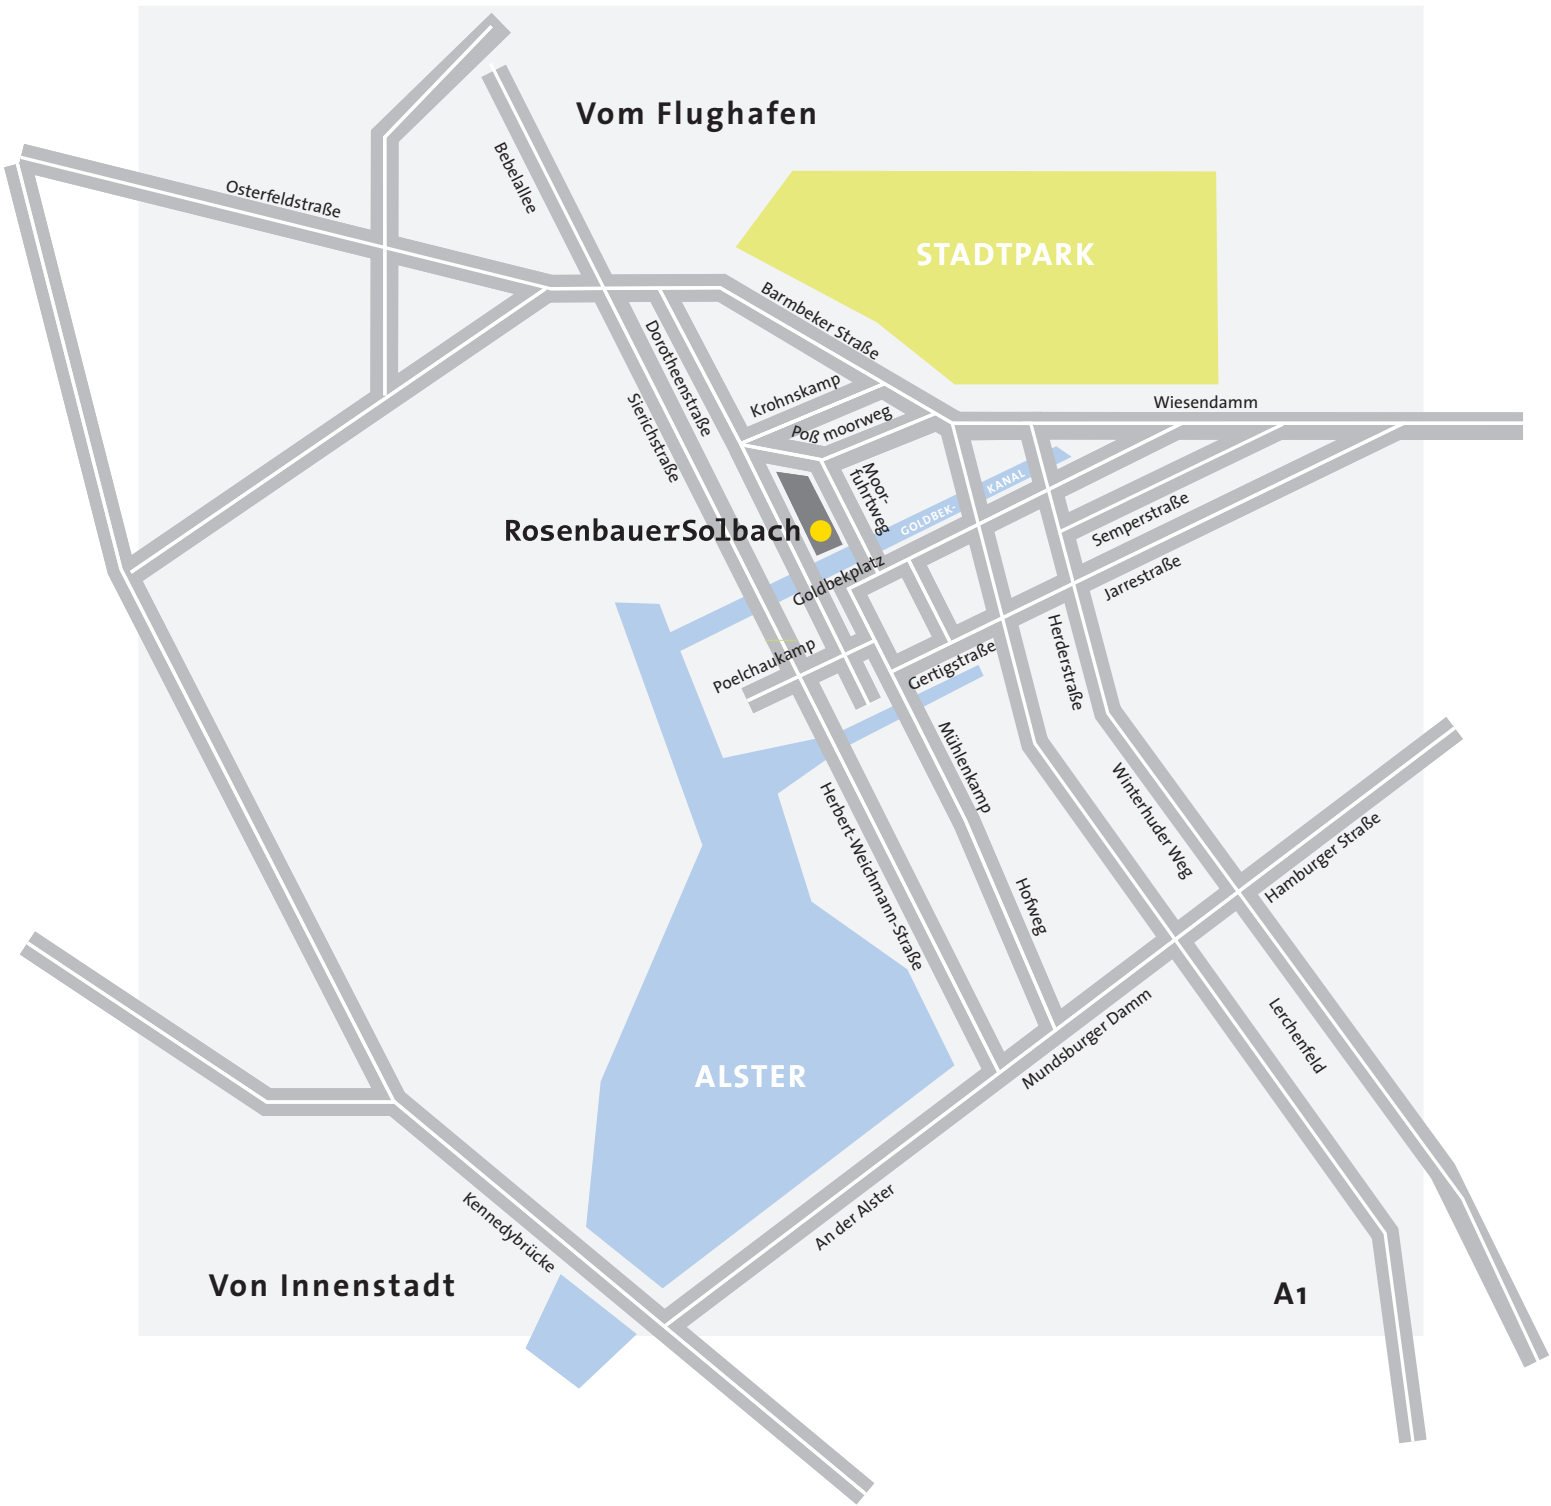 Vom Flughafen
Bebelallee
Osterfeldstraße
STADTPARK
Barmbeker Straße
Dorotheenstraße
Sierichstraße
Krohnskamp
Poß moorweg
Wiesendamm
Moor-
fuhrtweg
GOLDBEK-
KANAL
Semperstraße
RosenbauerSolbach
Goldbekplatz
Jarrestraße
Poelchaukamp
Gertigstraße
Herderstraße
Mühlenkamp
Winterhuder Weg
Herbert-Weichmann-Straße
Hamburger Straße
Hofweg
Mundsburger Damm
Lerchenfeld
ALSTER
An der Alster
Kennedybrücke
Von Innenstadt
A1